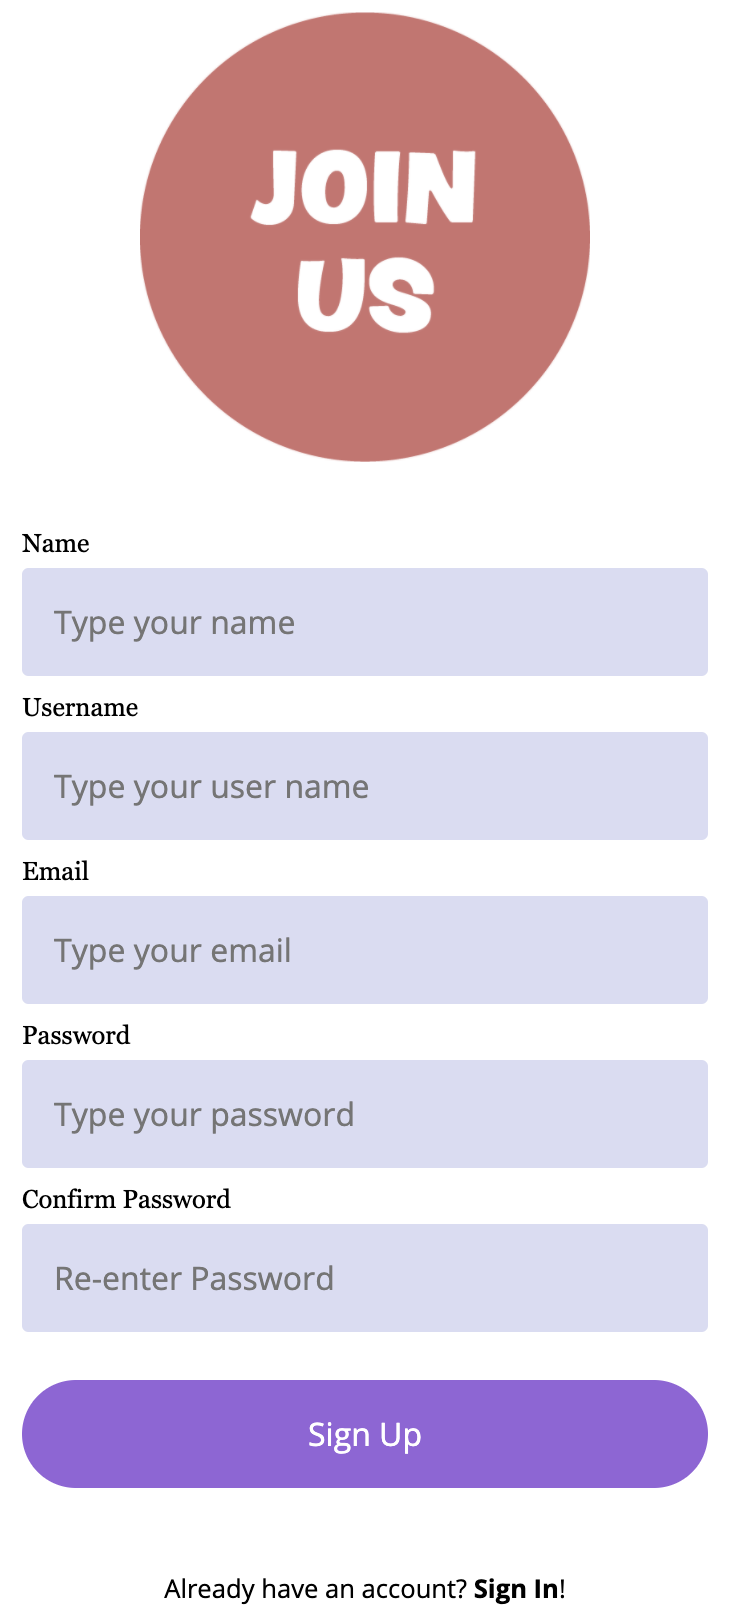 JOIN
US
Name
Type your name
Username
Type your user name
Email
Type your email
Password
Type your password
Confirm Password
Re-enter Password
Sign Up
Already have an account? Sign In!